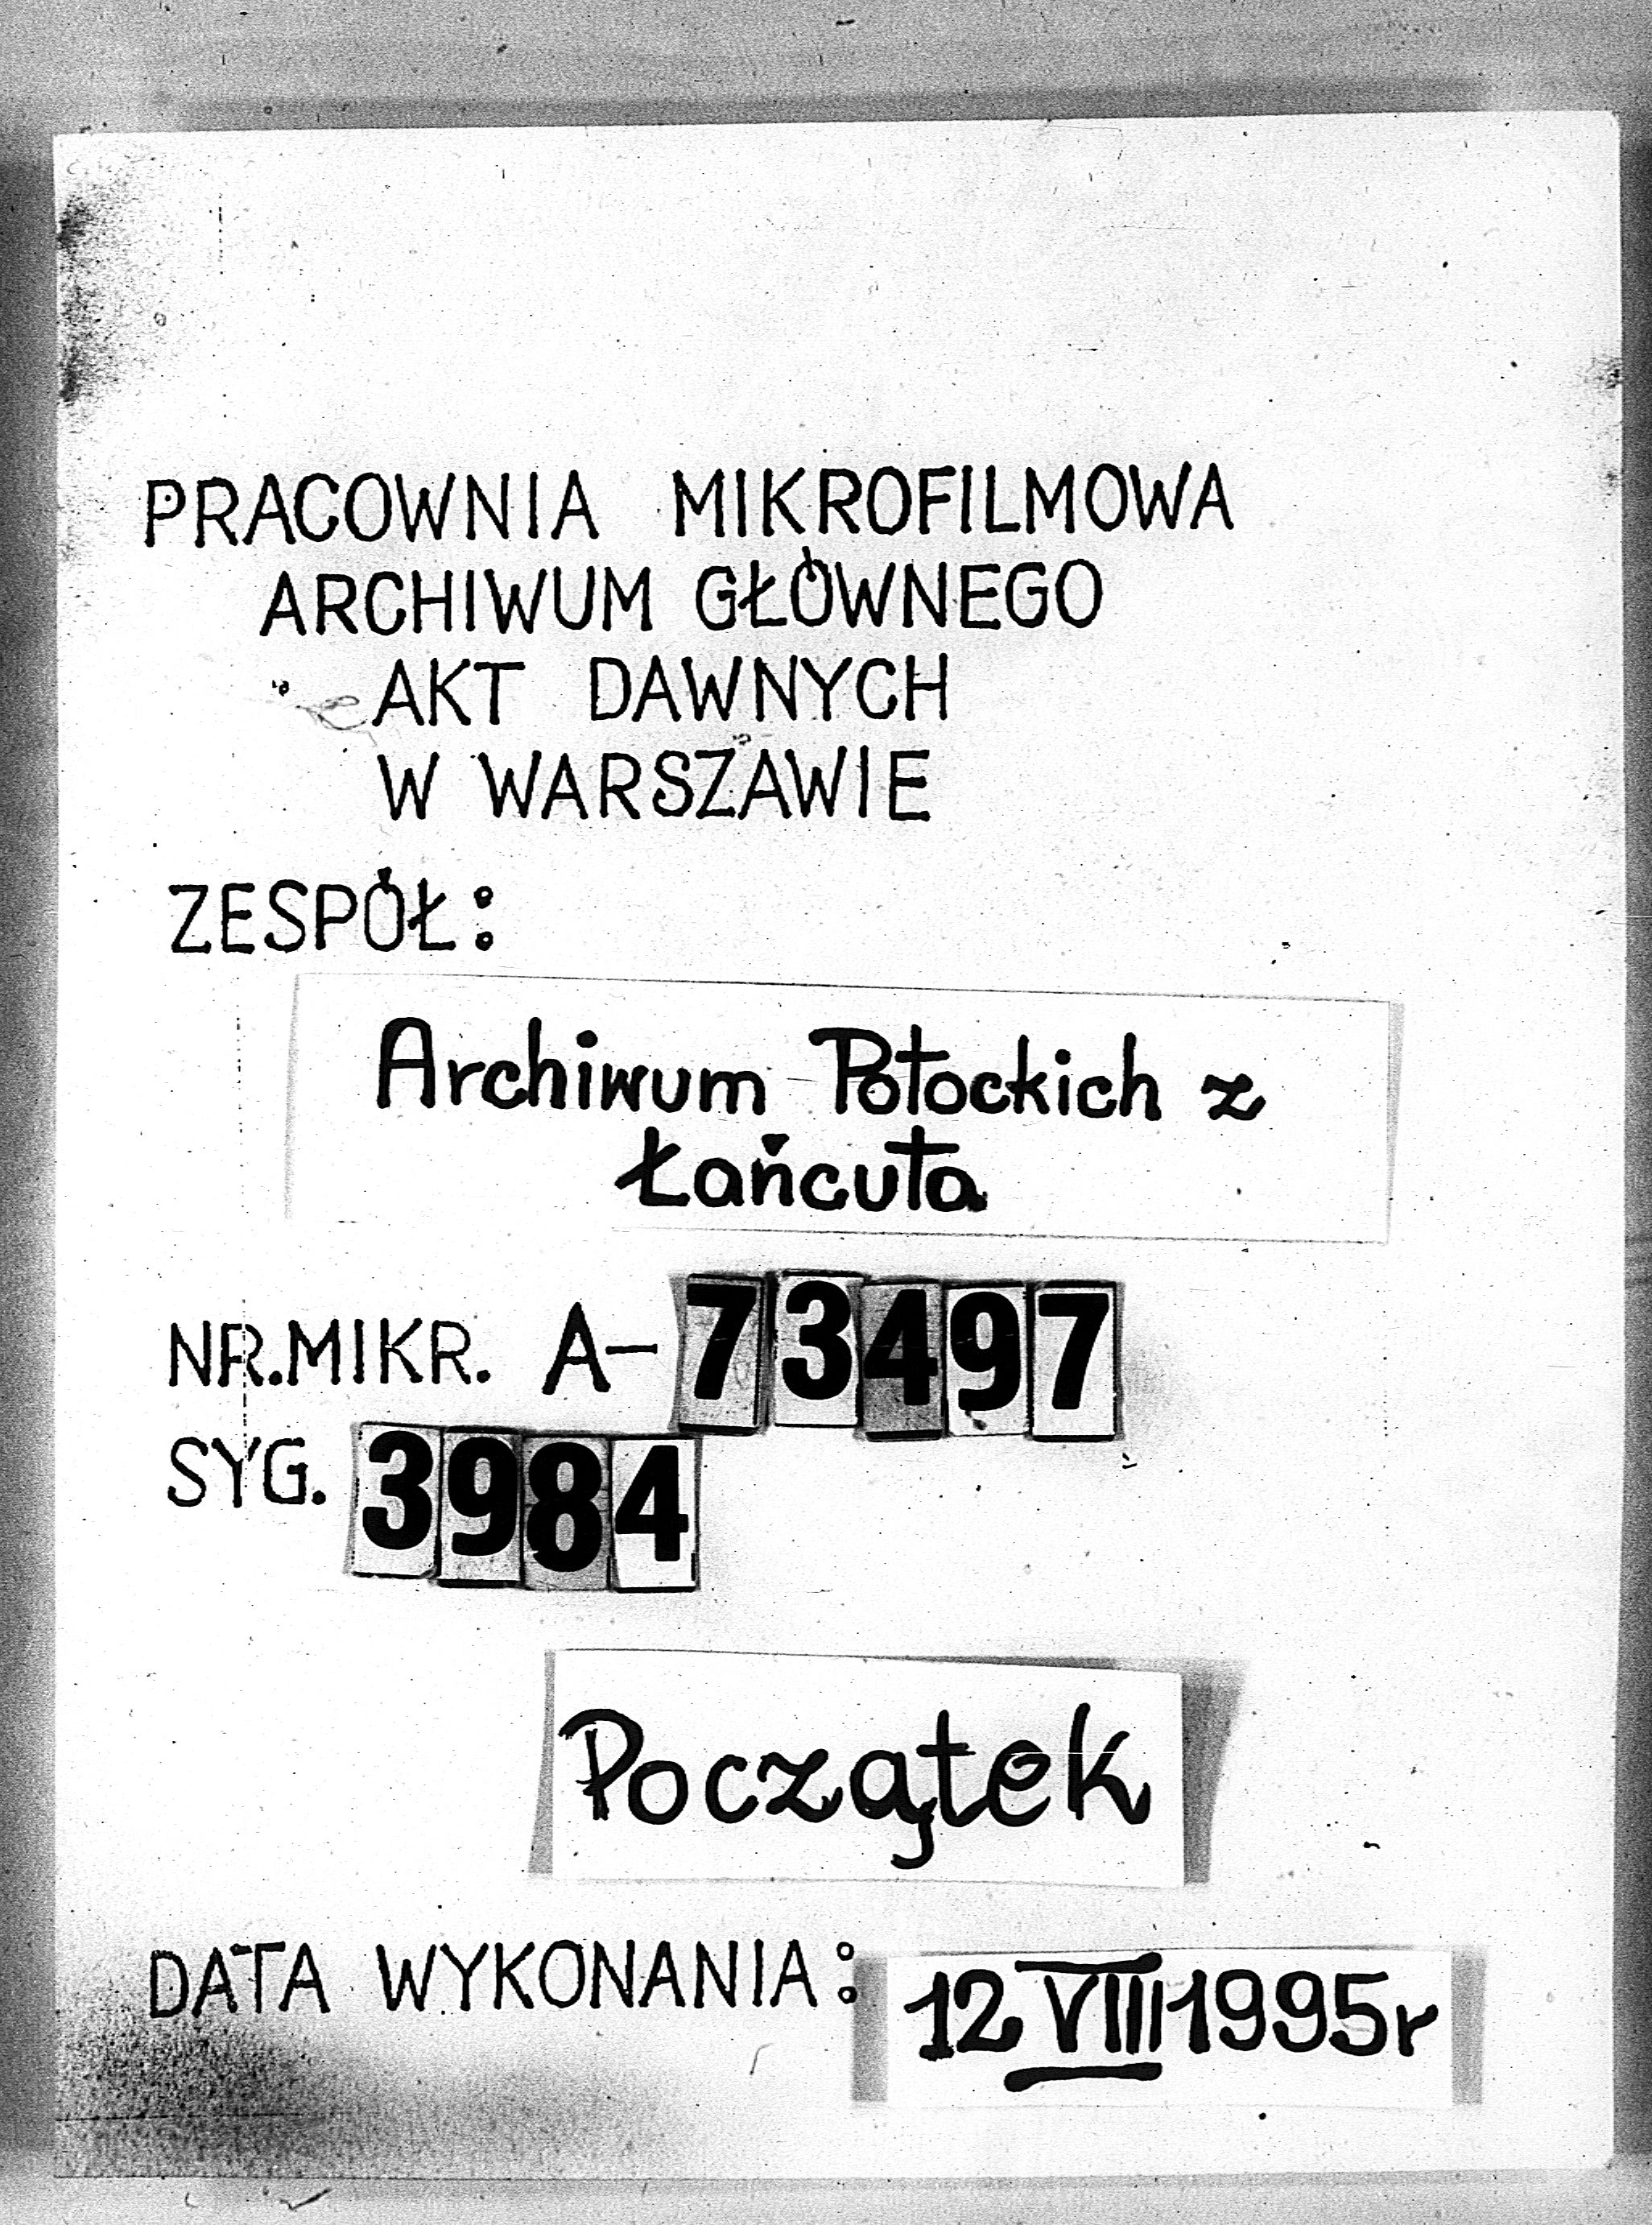 PRACOWNIA MIKROFILMOWA
ARCHIWUM GŁÓWNEGO
AKT DAWNYCH
W WARSZAWIE
ZESPÓŁ:
Archiwum Potockich z
Łańcuta
NR.MIKR. A-73497
SYG. 3984
Początek
DATA WYKONANIA: 12 VIII 1995r